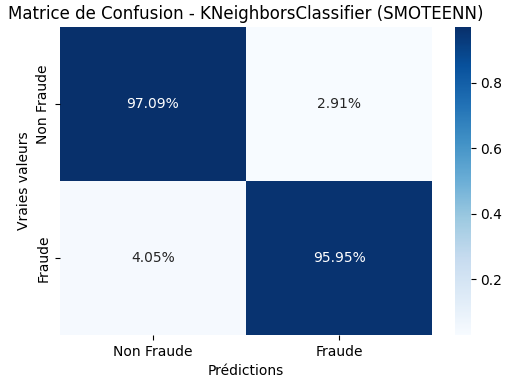 Matrice de Confusion - KNeighborsClassifier (SMOTEENN)
Vraies valeurs
Non Fraude
97.09%
2.91%
Fraude
4.05%
95.95%
Non Fraude
Fraude
Prédictions
0.8
0.6
0.4
0.2